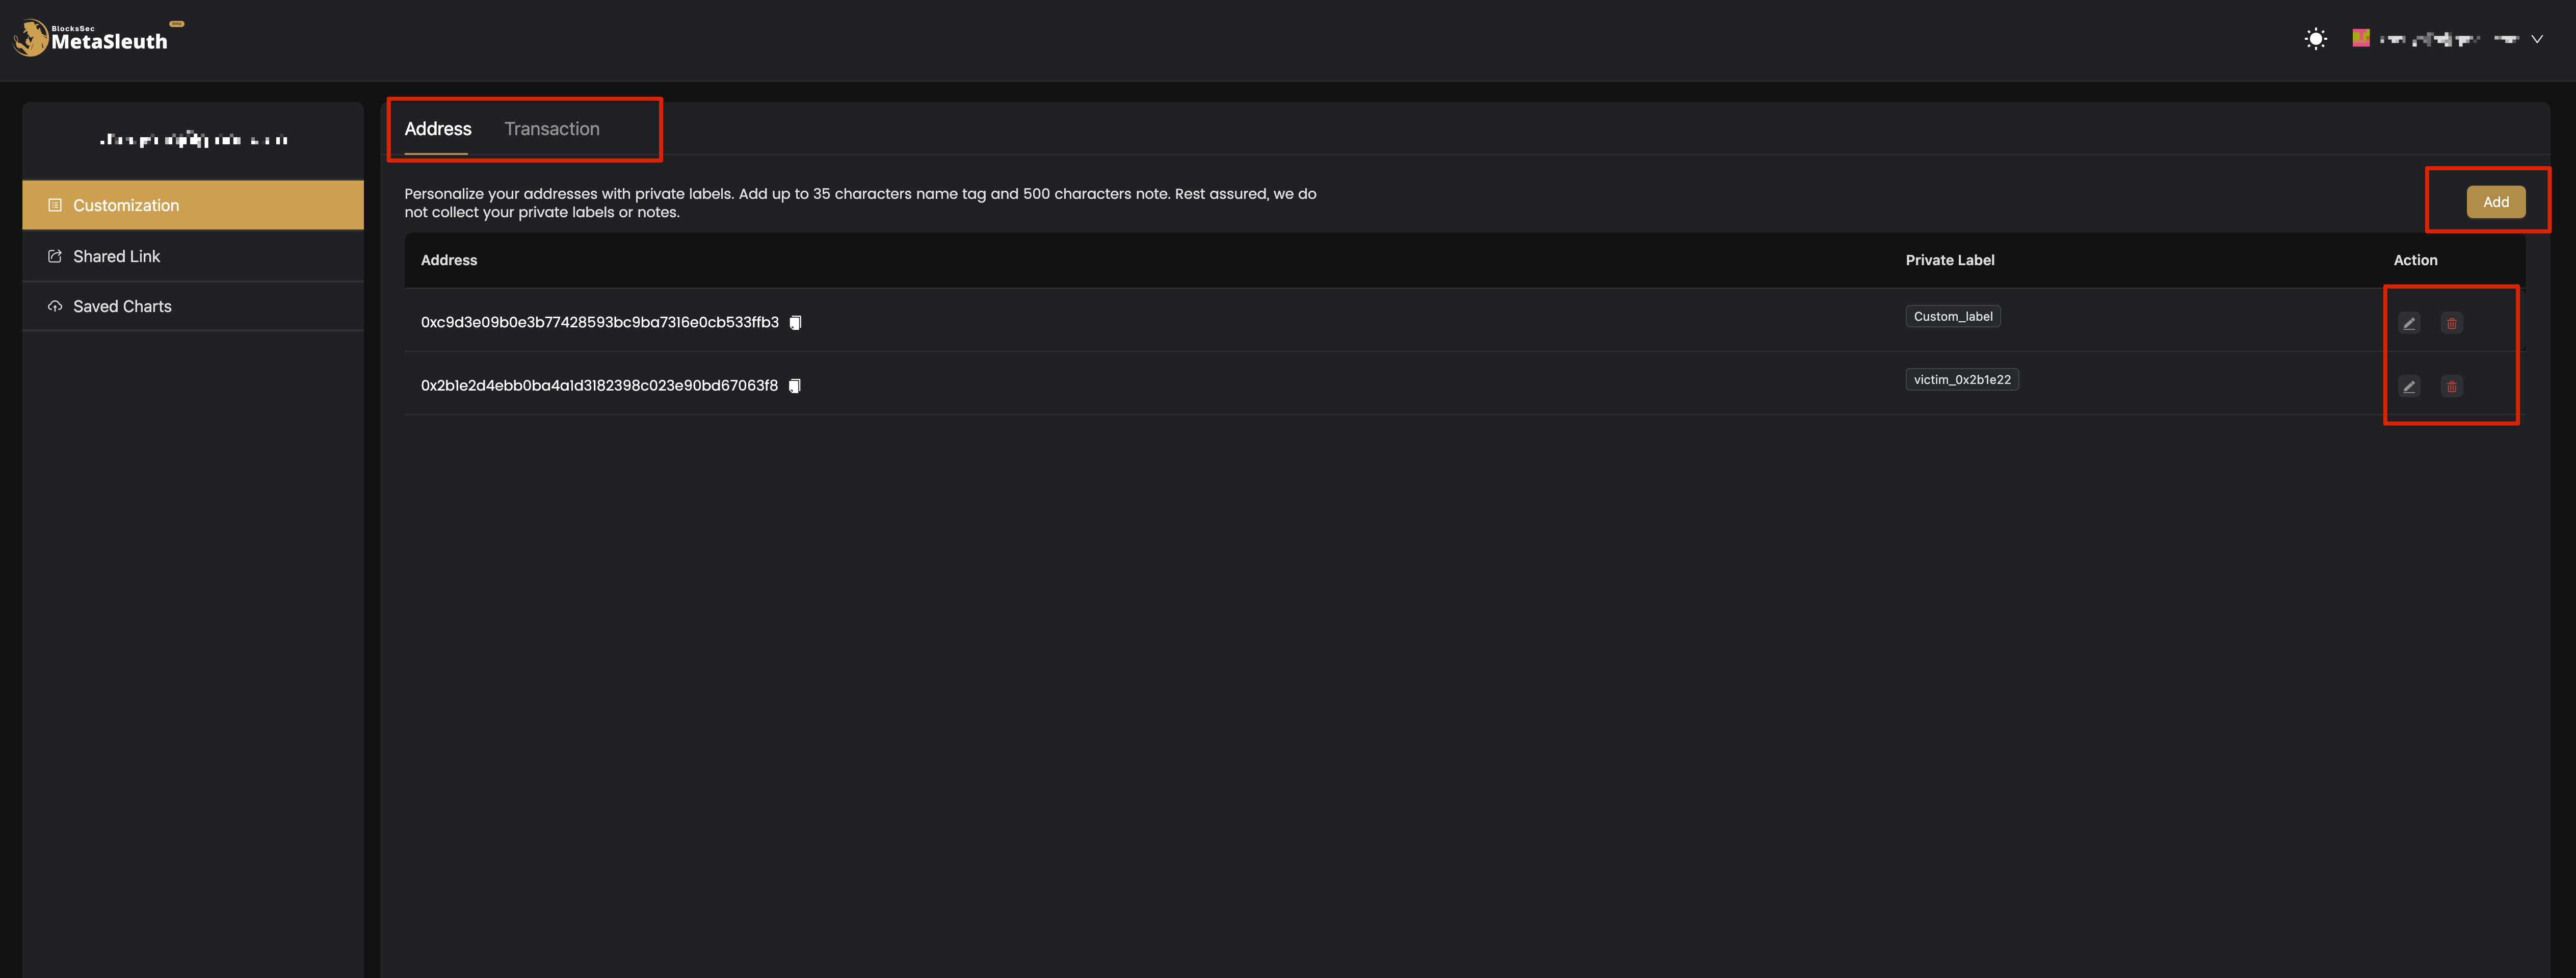 BlocksSec
MetaSleuth
Beta
Address Transaction
Customization
Shared Link
Saved Charts
Personalize your addresses with private labels. Add up to 35 characters name tag and 500 characters note. Rest assured, we do
not collect your private labels or notes.
Add
Address Private Label Action
0xc9d3e09b0e3b77428593bc9ba7316e0cb533ffb3 Custom_label
0x2b1e2d4ebb0ba4a1d3182398c023e90bd67063f8 victim_0x2b1e22